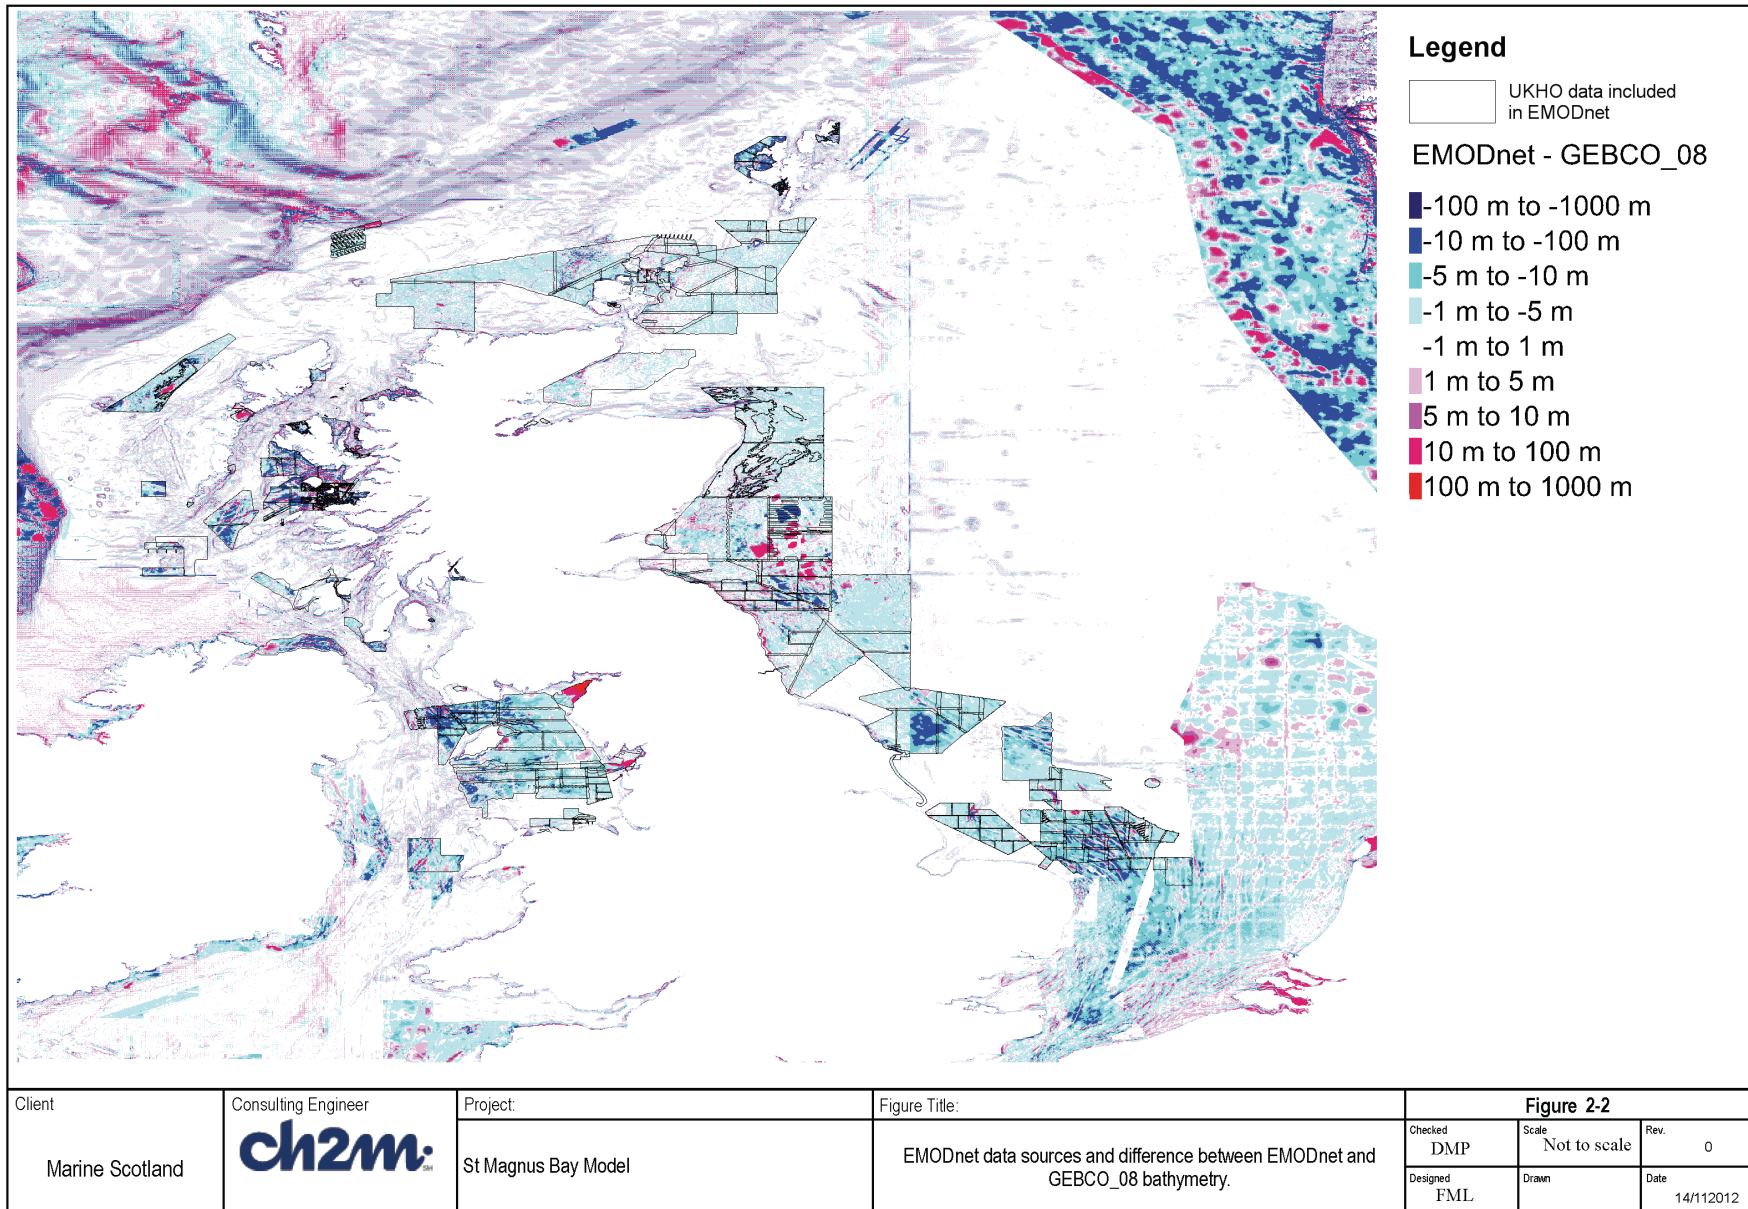 Legend
UKHO data included
in EMODnet
EMODnet - GEBCO_08
-100 m to -1000 m
-10 m to -100 m
-5 m to -10 m
-1 m to -5 m
-1 m to 1 m
1 m to 5 m
5 m to 10 m
10 m to 100 m
100 m to 1000 m
Client
Marine Scotland
Consulting Engineer
ch2m:
SM
Project:
St Magnus Bay Model
Figure Title:
EMODnet data sources and difference between EMODnet and
GEBCO_08 bathymetry.
Figure 2-2
Checked
DMP
Scale
Not to scale
Rev.
0
Designed
FML
Drawn
Date
14/112012